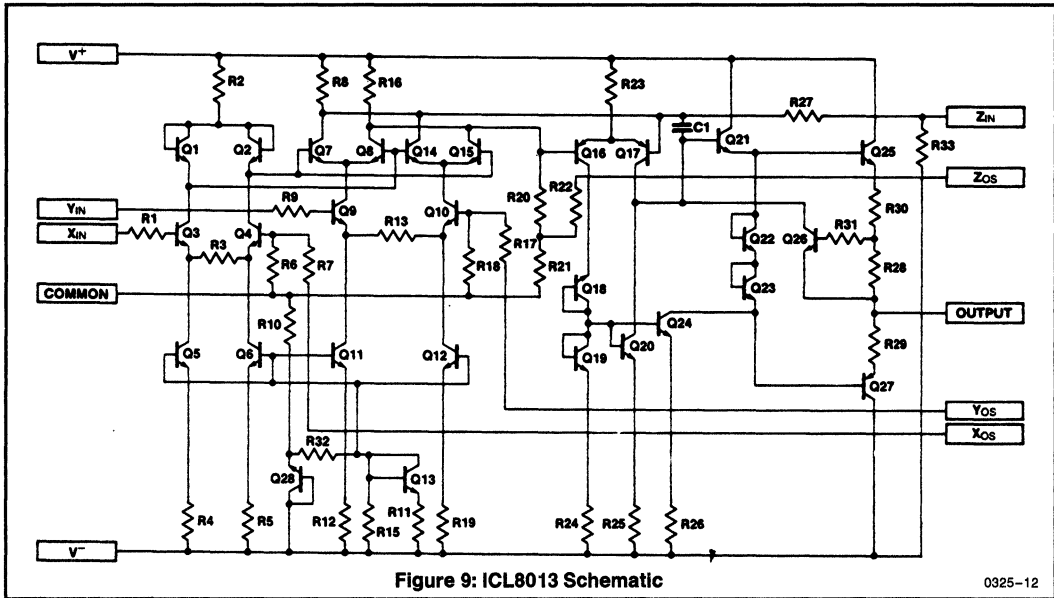 V+
R2
R8
R16
R23
C1
Q21
R27
ZIN
Q1
Q2
Q7
Q8
Q14
Q15
Q16
Q17
Q25
R33
R20
R22
ZOS
YIN
R9
Q9
R13
Q10
R30
XIN
R1
Q3
Q4
R3
R6
R7
R18
R17
R21
Q22
Q26
R31
R28
COMMON
Q18
Q23
OUTPUT
R10
Q24
Q5
Q6
Q11
Q12
Q19
Q20
R29
Q27
YOS
XOS
R32
Q28
Q13
R4
R5
R12
R15
R11
R19
R24
R25
R26
V-
Figure 9: ICL8013 Schematic
0325-12